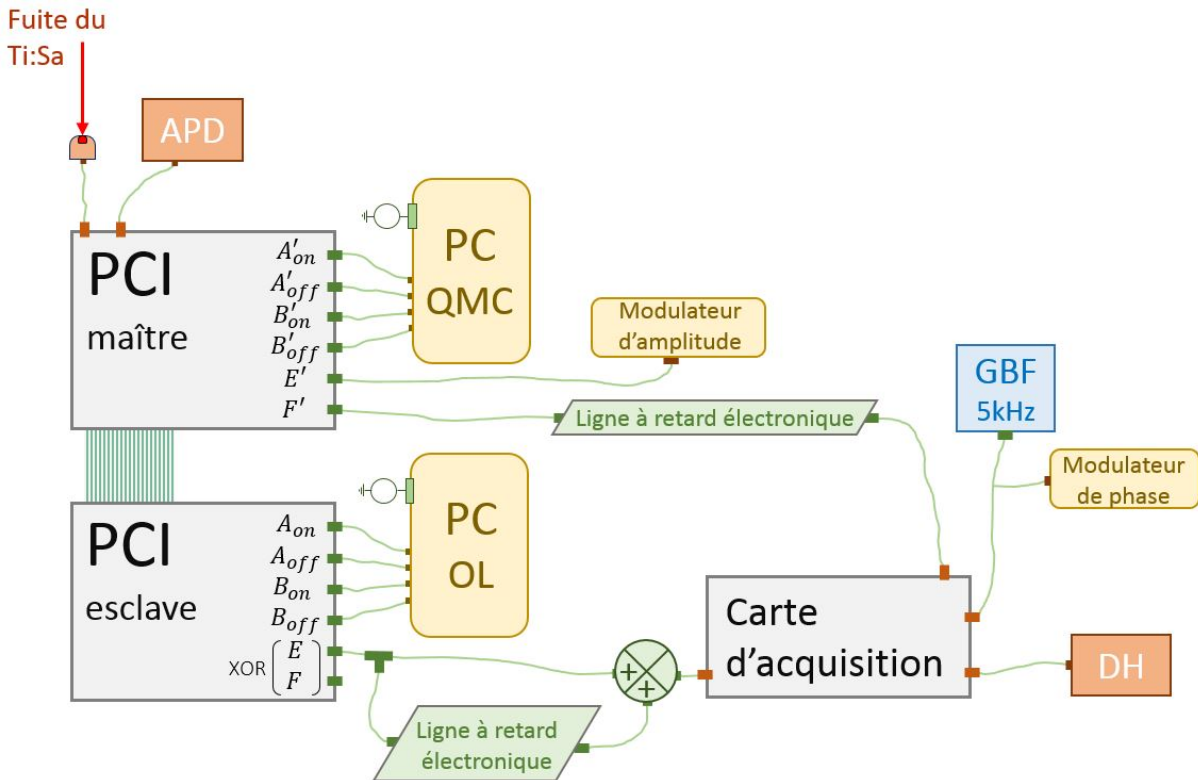 Fuite du
Ti:Sa
APD
PCI
maître
A'on
A'off
B'on
B'off
E'
F'
PC
QMC
Modulateur
d'amplitude
Ligne à retard électronique
GBF
5kHz
Modulateur
de phase
PCI
esclave
Aon
Aoff
Bon
Boff
XOR
E
F
PC
OL
+
+
Carte
d'acquisition
DH
Ligne à retard
électronique